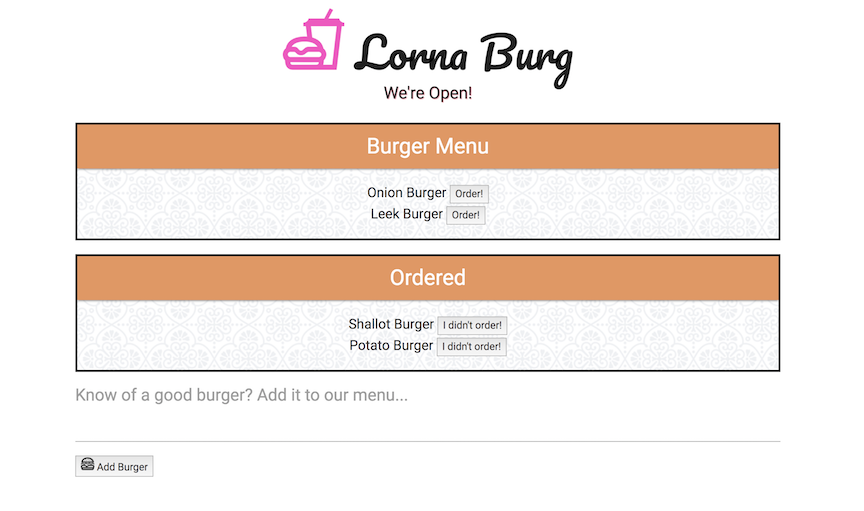 Lorna Burg
We're Open!
Burger Menu
Onion Burger Order!
Leek Burger Order!
Ordered
Shallot Burger I didn't order!
Potato Burger I didn't order!
Know of a good burger? Add it to our menu...
Add Burger